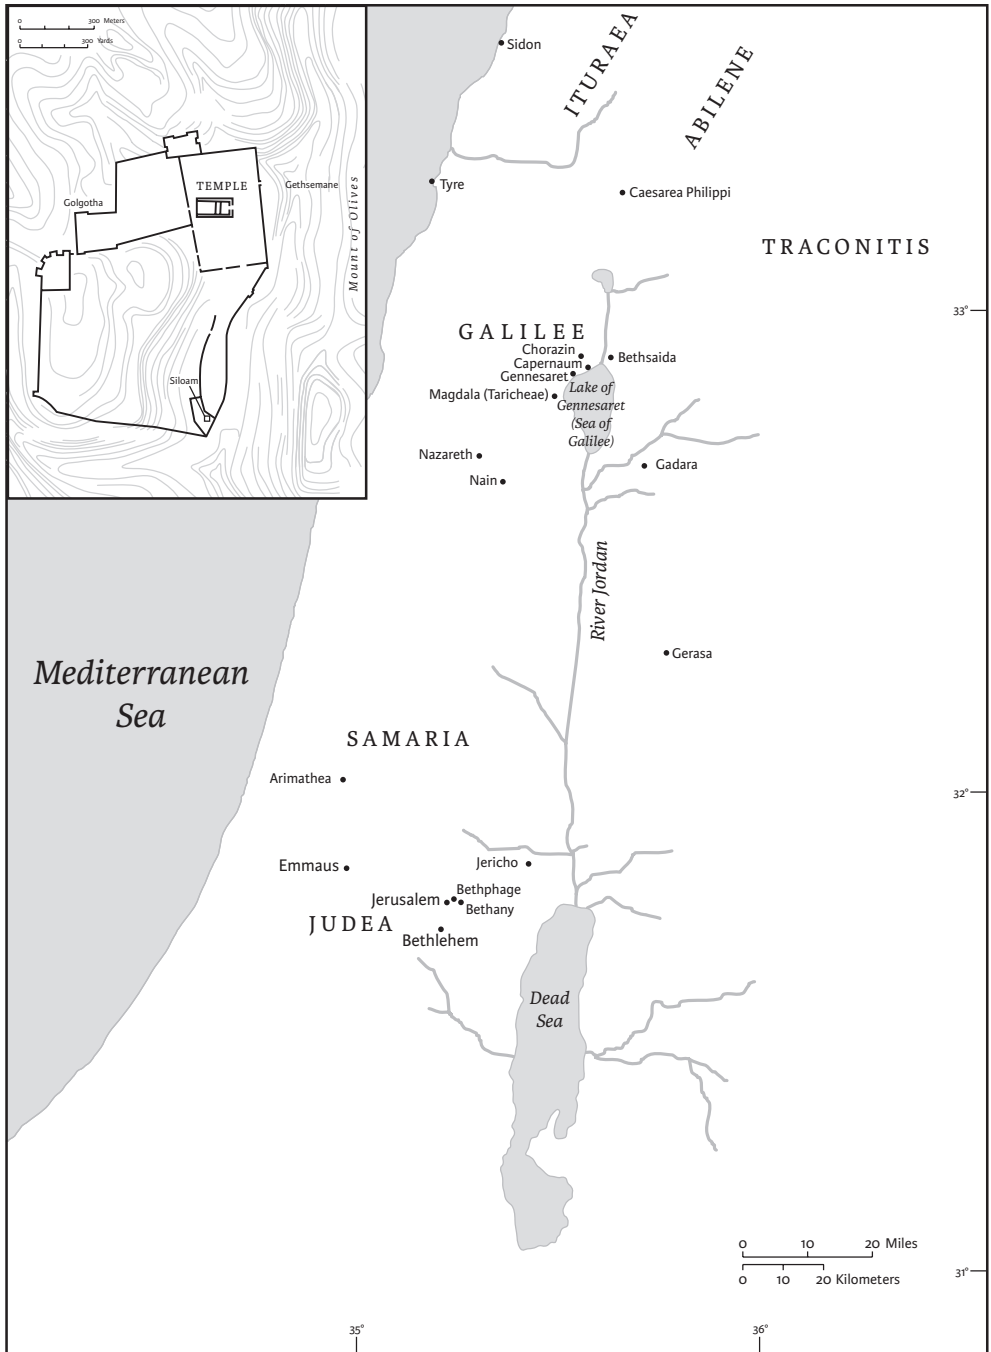 0 300 Meters
0 300 Yards
TEMPLE
Gethsemane
Golgotha
Mount of Olives
Siloam
Sidon
ITURAEA
ABILENE
Tyre
Caesarea Philippi
TRACONITIS
33°
GALILEE
Chorazin
Bethsaida
Capernaum
Gennesaret
Magdala (Taricheae)
Lake of
Gennesaret
(Sea of
Galilee)
Nazareth
Gadara
Nain
River Jordan
Gerasa
Mediterranean
Sea
SAMARIA
Arimathea
32°
Emmaus
Jericho
Bethphage
Jerusalem
Bethany
JUDEA
Bethlehem
Dead
Sea
0 10 20 Miles
0 10 20 Kilometers
31°
35°
36°